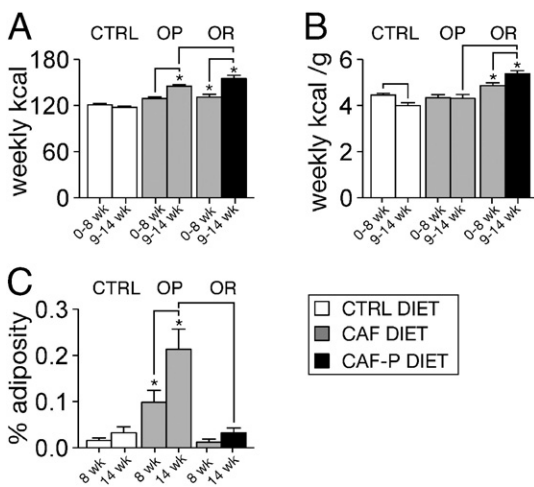 A
CTRL OP OR
weekly kcal
180
120
60
0
* * *
0-8 wk 9-14 wk 0-8 wk 9-14 wk 0-8 wk 9-14 wk
B
CTRL OP OR
weekly kcal /g
6
4
2
0
* *
0-8 wk 9-14 wk 0-8 wk 9-14 wk 0-8 wk 9-14 wk
C
CTRL OP OR
% adiposity
0.3
0.2
0.1
0.0
* *
8 wk 14 wk 8 wk 14 wk 8 wk 14 wk
CTRL DIET
CAF DIET
CAF-P DIET